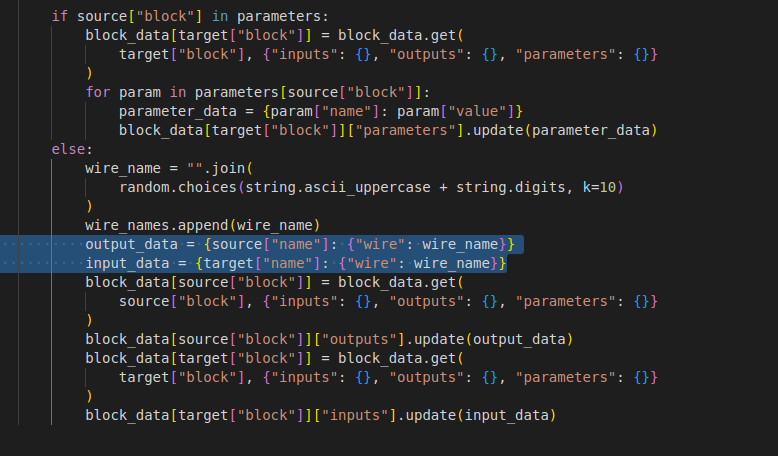 if source["block"] in parameters:
block_data[target["block"]] = block_data.get(
target["block"], {"inputs": {}, "outputs": {}, "parameters": {}}
)
for param in parameters[source["block"]]:
parameter_data = {param["name"]: param["value"]}
block_data[target["block"]]["parameters"].update(parameter_data)
else:
wire_name = "".join(
random.choices(string.ascii_uppercase + string.digits, k=10)
)
wire_names.append(wire_name)
output_data = {source["name"]: {"wire": wire_name}}
input_data = {target["name"]: {"wire": wire_name}}
block_data[source["block"]] = block_data.get(
source["block"], {"inputs": {}, "outputs": {}, "parameters": {}}
)
block_data[source["block"]]["outputs"].update(output_data)
block_data[target["block"]] = block_data.get(
target["block"], {"inputs": {}, "outputs": {}, "parameters": {}}
)
block_data[target["block"]]["inputs"].update(input_data)